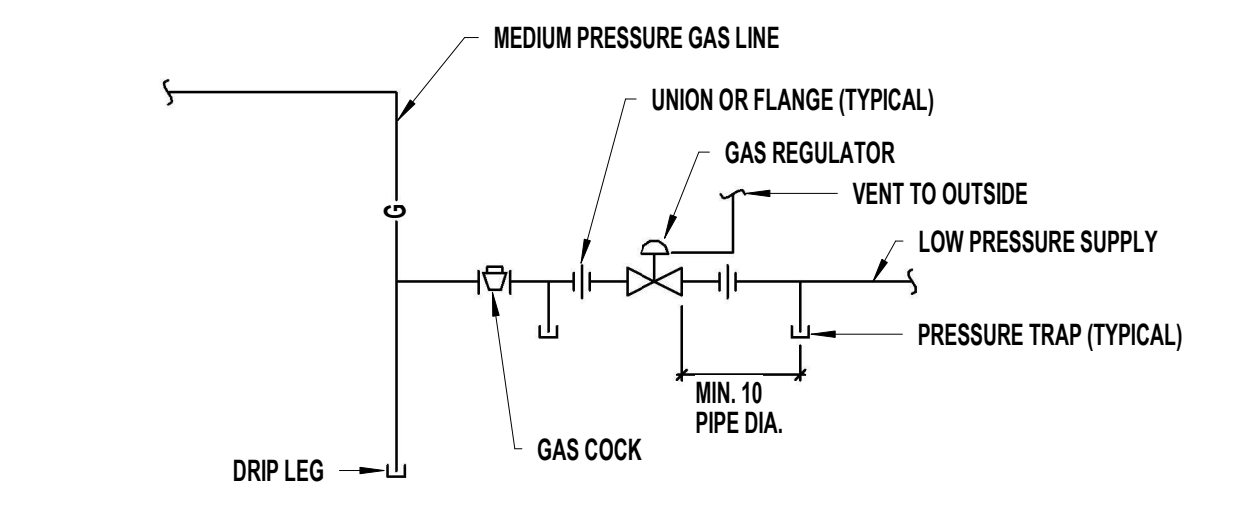 MEDIUM PRESSURE GAS LINE
UNION OR FLANGE (TYPICAL)
GAS REGULATOR
VENT TO OUTSIDE
G
LOW PRESSURE SUPPLY
PRESSURE TRAP (TYPICAL)
MIN. 10
PIPE DIA.
GAS COCK
DRIP LEG